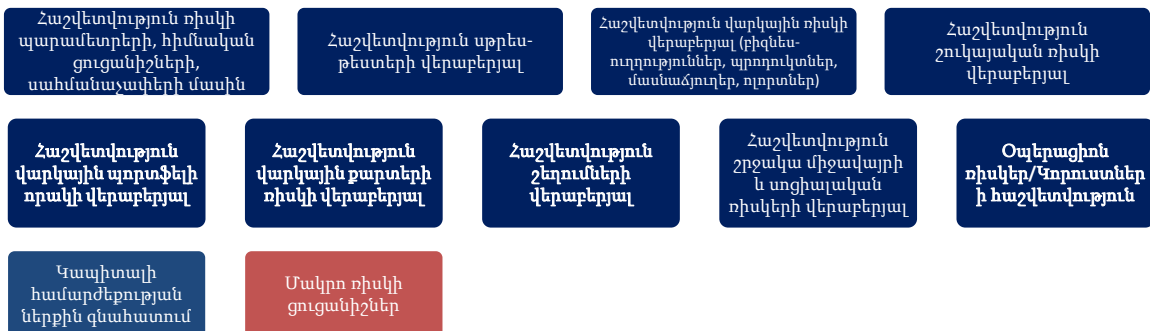 Հաշվետվություն ռիսկի
պարամետրերի, հիմնական
ցուցանիշների,
սահմանաչափերի մասին
Հաշվետվություն սթրես-
թեստերի վերաբերյալ
Հաշվետվություն վարկային ռիսկի
վերաբերյալ (բիզնես-
ուղղություններ, պրոդուկտներ,
մասնաճյուղեր, ոլորտներ)
Հաշվետվություն
շուկայական ռիսկի
վերաբերյալ
Հաշվետվություն
վարկային պորտֆելի
որակի վերաբերյալ
Հաշվետվություն
վարկային քարտերի
ռիսկի վերաբերյալ
Հաշվետվություն
շեղումների
վերաբերյալ
Հաշվետվություն
շրջակա միջավայրի
և սոցիալական
ռիսկերի վերաբերյալ
Օպերացիոն
ռիսկեր/Կորուստներ
ի հաշվետվություն
Կապիտալի
համարժեքության
ներքին գնահատում
Մակրո ռիսկի
ցուցանիշներ